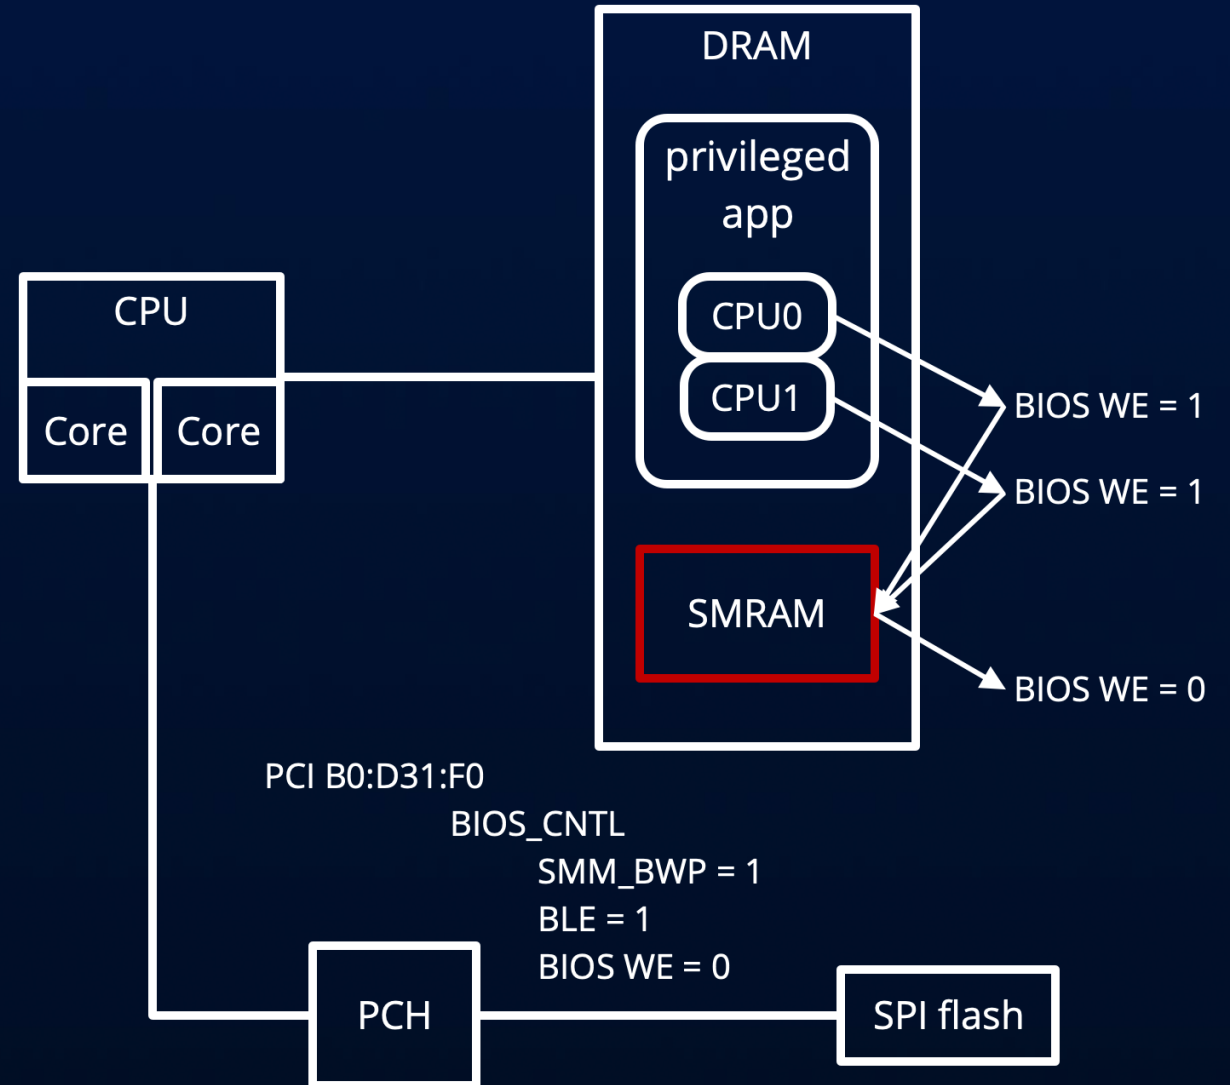 DRAM
privileged
app
CPU
CPU0
CPU1
Core
Core
BIOS WE = 1
BIOS WE = 1
SMRAM
BIOS WE = 0
PCI B0:D31:F0
BIOS_CNTL
SMM_BWP = 1
BLE = 1
BIOS WE = 0
PCH
SPI flash